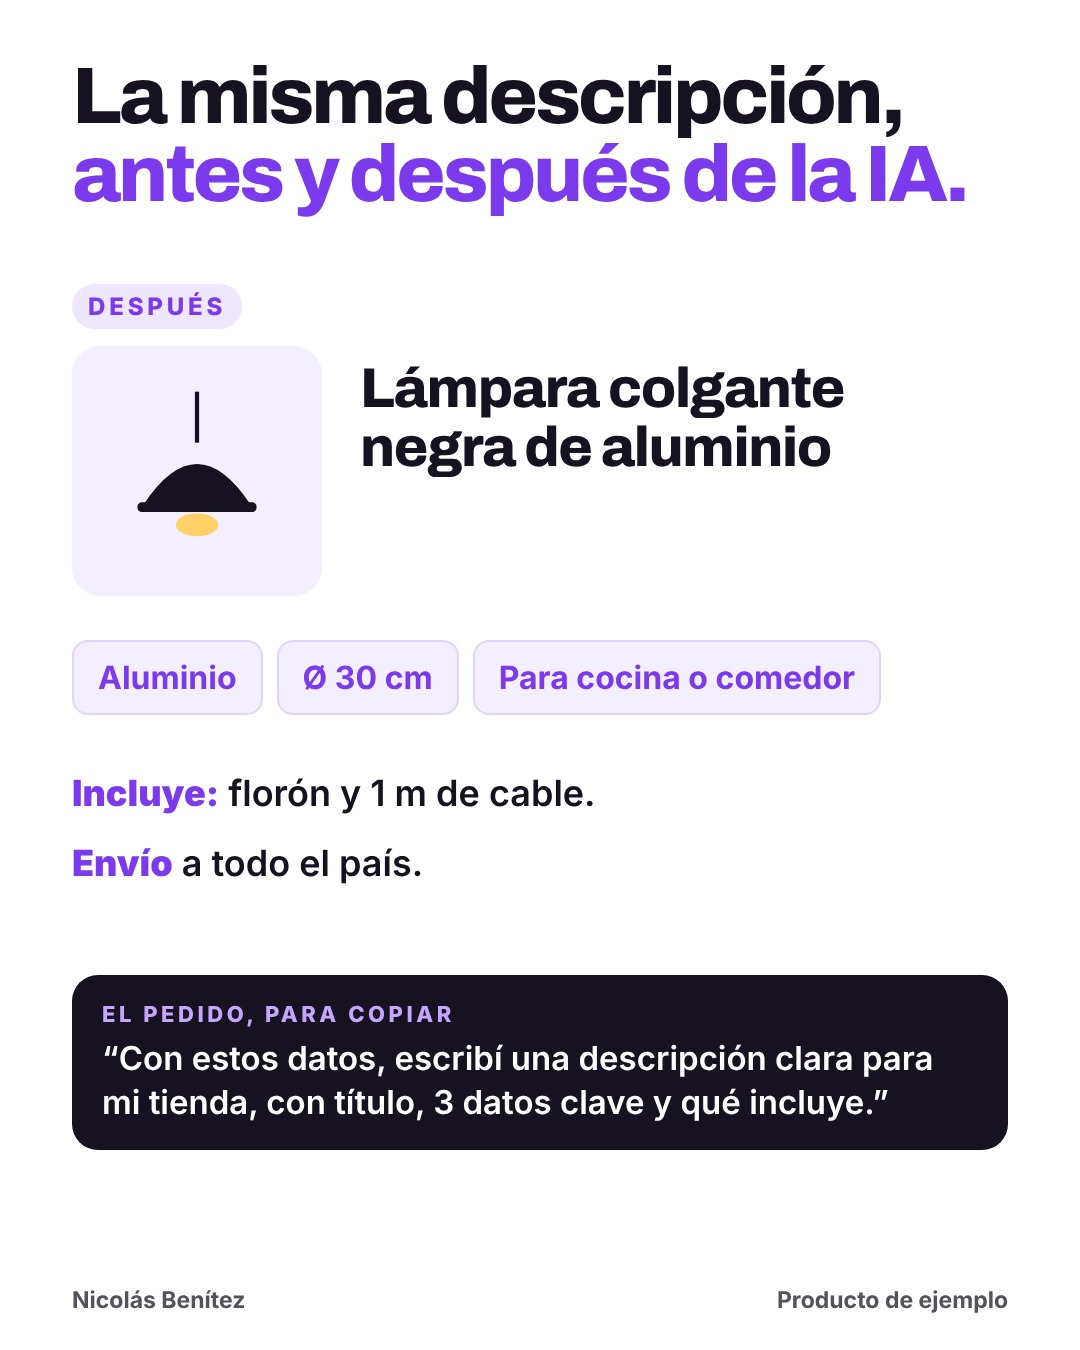 La misma descripción,
antes y después de la IA.
DESPUÉS
Lámpara colgante
negra de aluminio
Aluminio
Ø 30 cm
Para cocina o comedor
Incluye: florón y 1 m de cable.
Envío a todo el país.
EL PEDIDO, PARA COPIAR
“Con estos datos, escribí una descripción clara para
mi tienda, con título, 3 datos clave y qué incluye.”
Nicolás Benítez
Producto de ejemplo